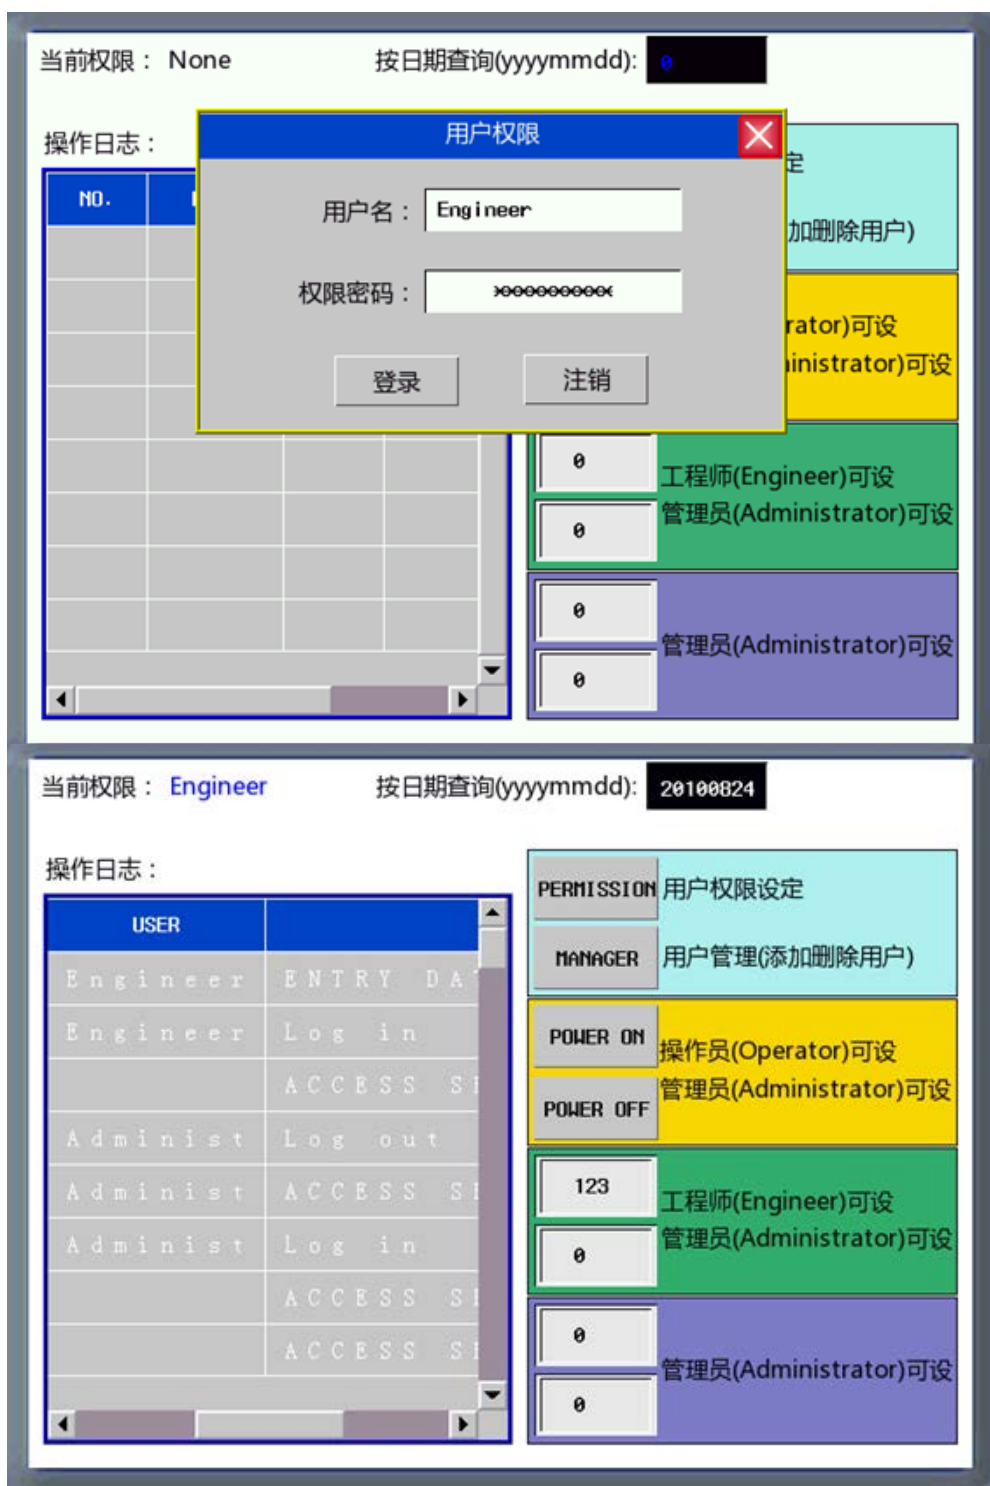 当前权限： None
按日期查询(yyyymmdd):
0
操作日志：
用户权限
定
NO.
用户名：
Engineer
加删除用户)
权限密码：
************
rator)可设
inistrator)可设
登录
注销
0
工程师(Engineer)可设
管理员(Administrator)可设
0
0
管理员(Administrator)可设
0
当前权限： Engineer
按日期查询(yyyymmdd):
20100824
操作日志：
PERMISSION
用户权限设定
USER
MANAGER
用户管理(添加删除用户)
Engineer
ENTRY DA
Engineer
Log in
POWER ON
操作员(Operator)可设
管理员(Administrator)可设
ACCESS S
POWER OFF
Administ
Log out
Administ
ACCESS S
123
工程师(Engineer)可设
管理员(Administrator)可设
Administ
Log in
0
ACCESS S
0
ACCESS S
管理员(Administrator)可设
0